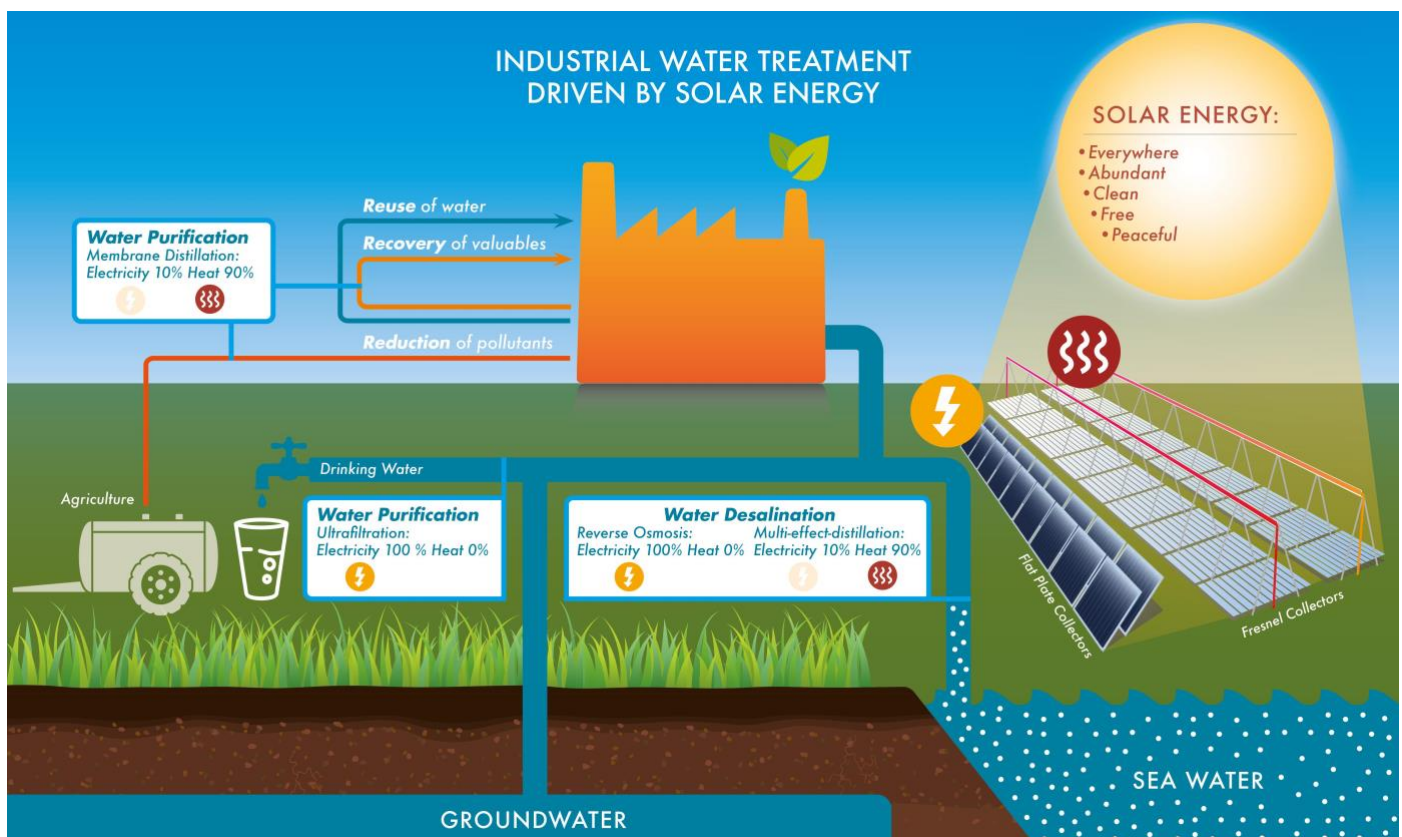 INDUSTRIAL WATER TREATMENT
DRIVEN BY SOLAR ENERGY
SOLAR ENERGY:
• Everywhere
• Abundant
• Clean
• Free
• Peaceful
Reuse of water
Recovery of valuables
Reduction of pollutants
Water Purification
Membrane Distillation:
Electricity 10% Heat 90%
Agriculture
Drinking Water
Water Purification
Ultrafiltration:
Electricity 100 % Heat 0%
Water Desalination
Reverse Osmosis:
Electricity 100% Heat 0%
Multi-effect-distillation:
Electricity 10% Heat 90%
Flat Plate Collectors
Fresnel Collectors
SEA WATER
GROUNDWATER